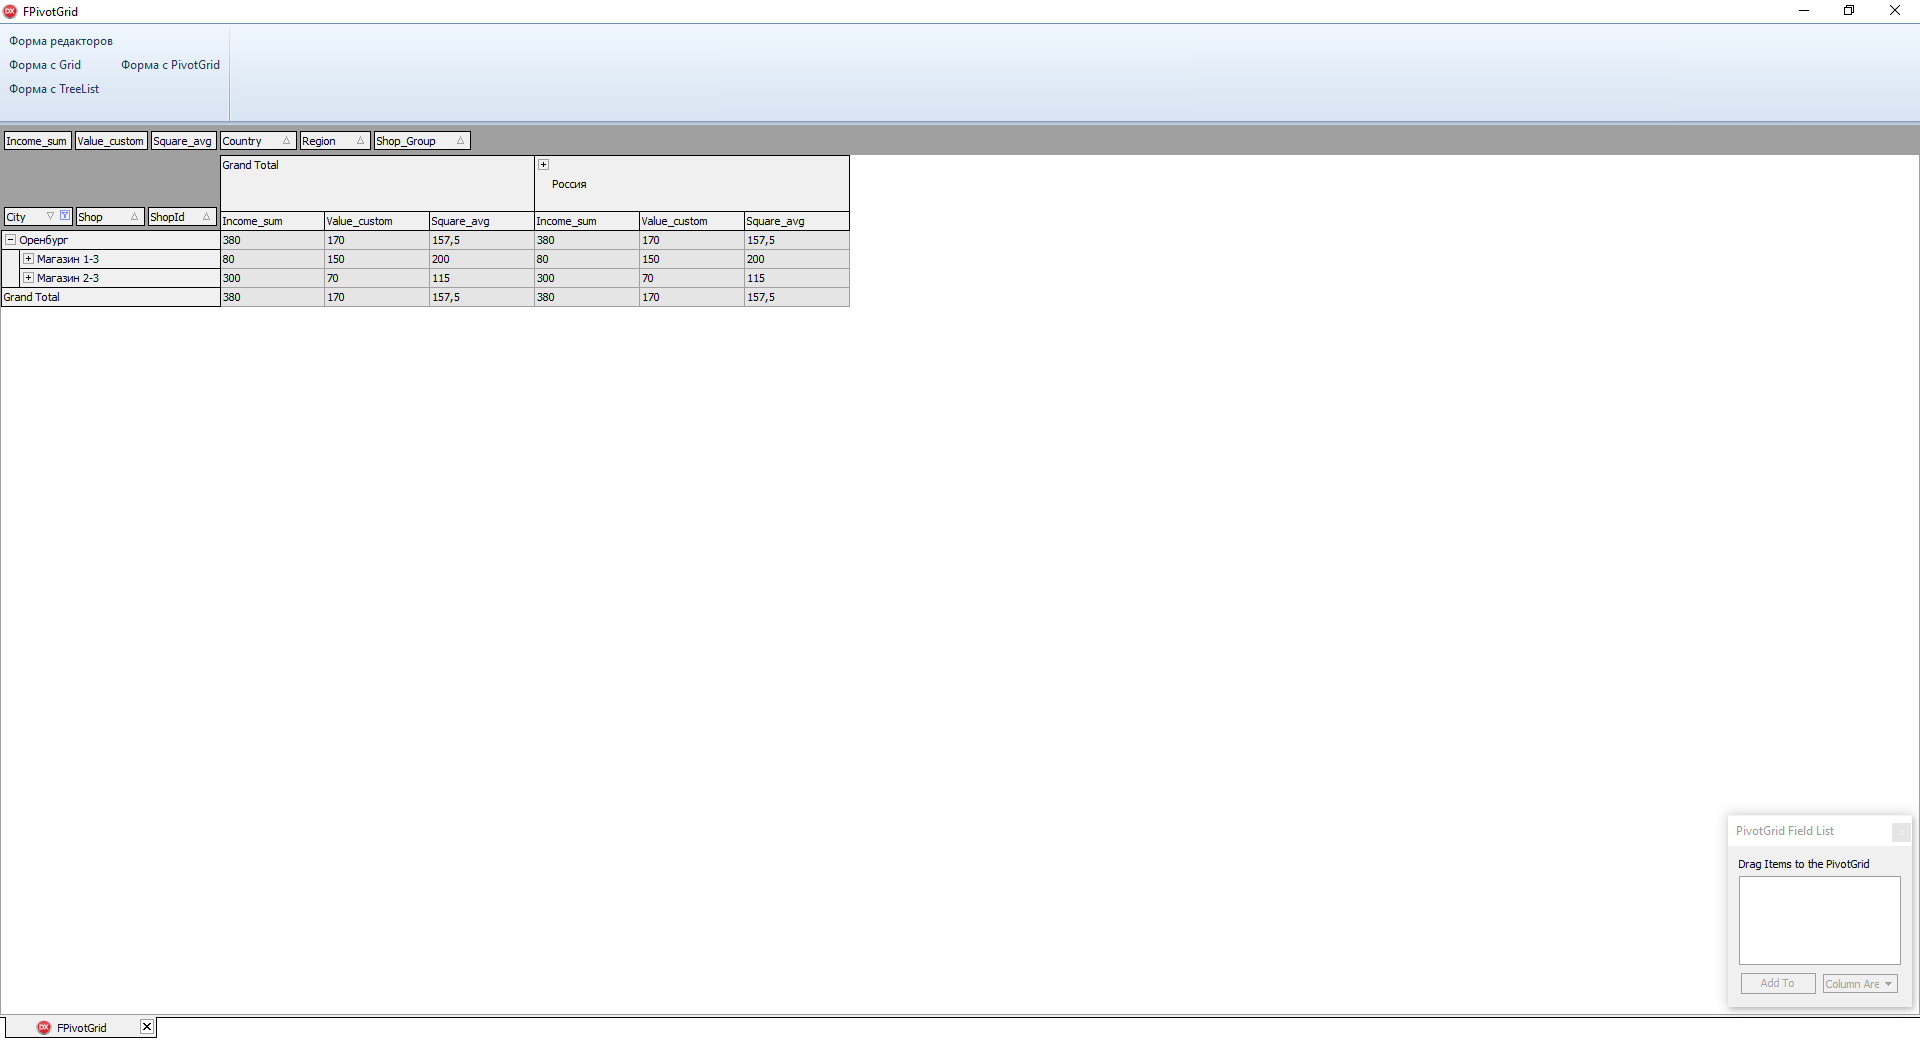 FPivotGrid
Форма редакторов
Форма с Grid Форма с PivotGrid
Форма с TreeList
Income_sum Value_custom Square_avg Country Region Shop_Group
Grand Total
Россия
City Shop ShopId Income_sum Value_custom Square_avg Income_sum Value_custom Square_avg
Оренбург 380 170 157,5 380 170 157,5
Магазин 1-3 80 150 200 80 150 200
Магазин 2-3 300 70 115 300 70 115
Grand Total 380 170 157,5 380 170 157,5
PivotGrid Field List
Drag Items to the PivotGrid
Add To Column Are
FPivotGrid